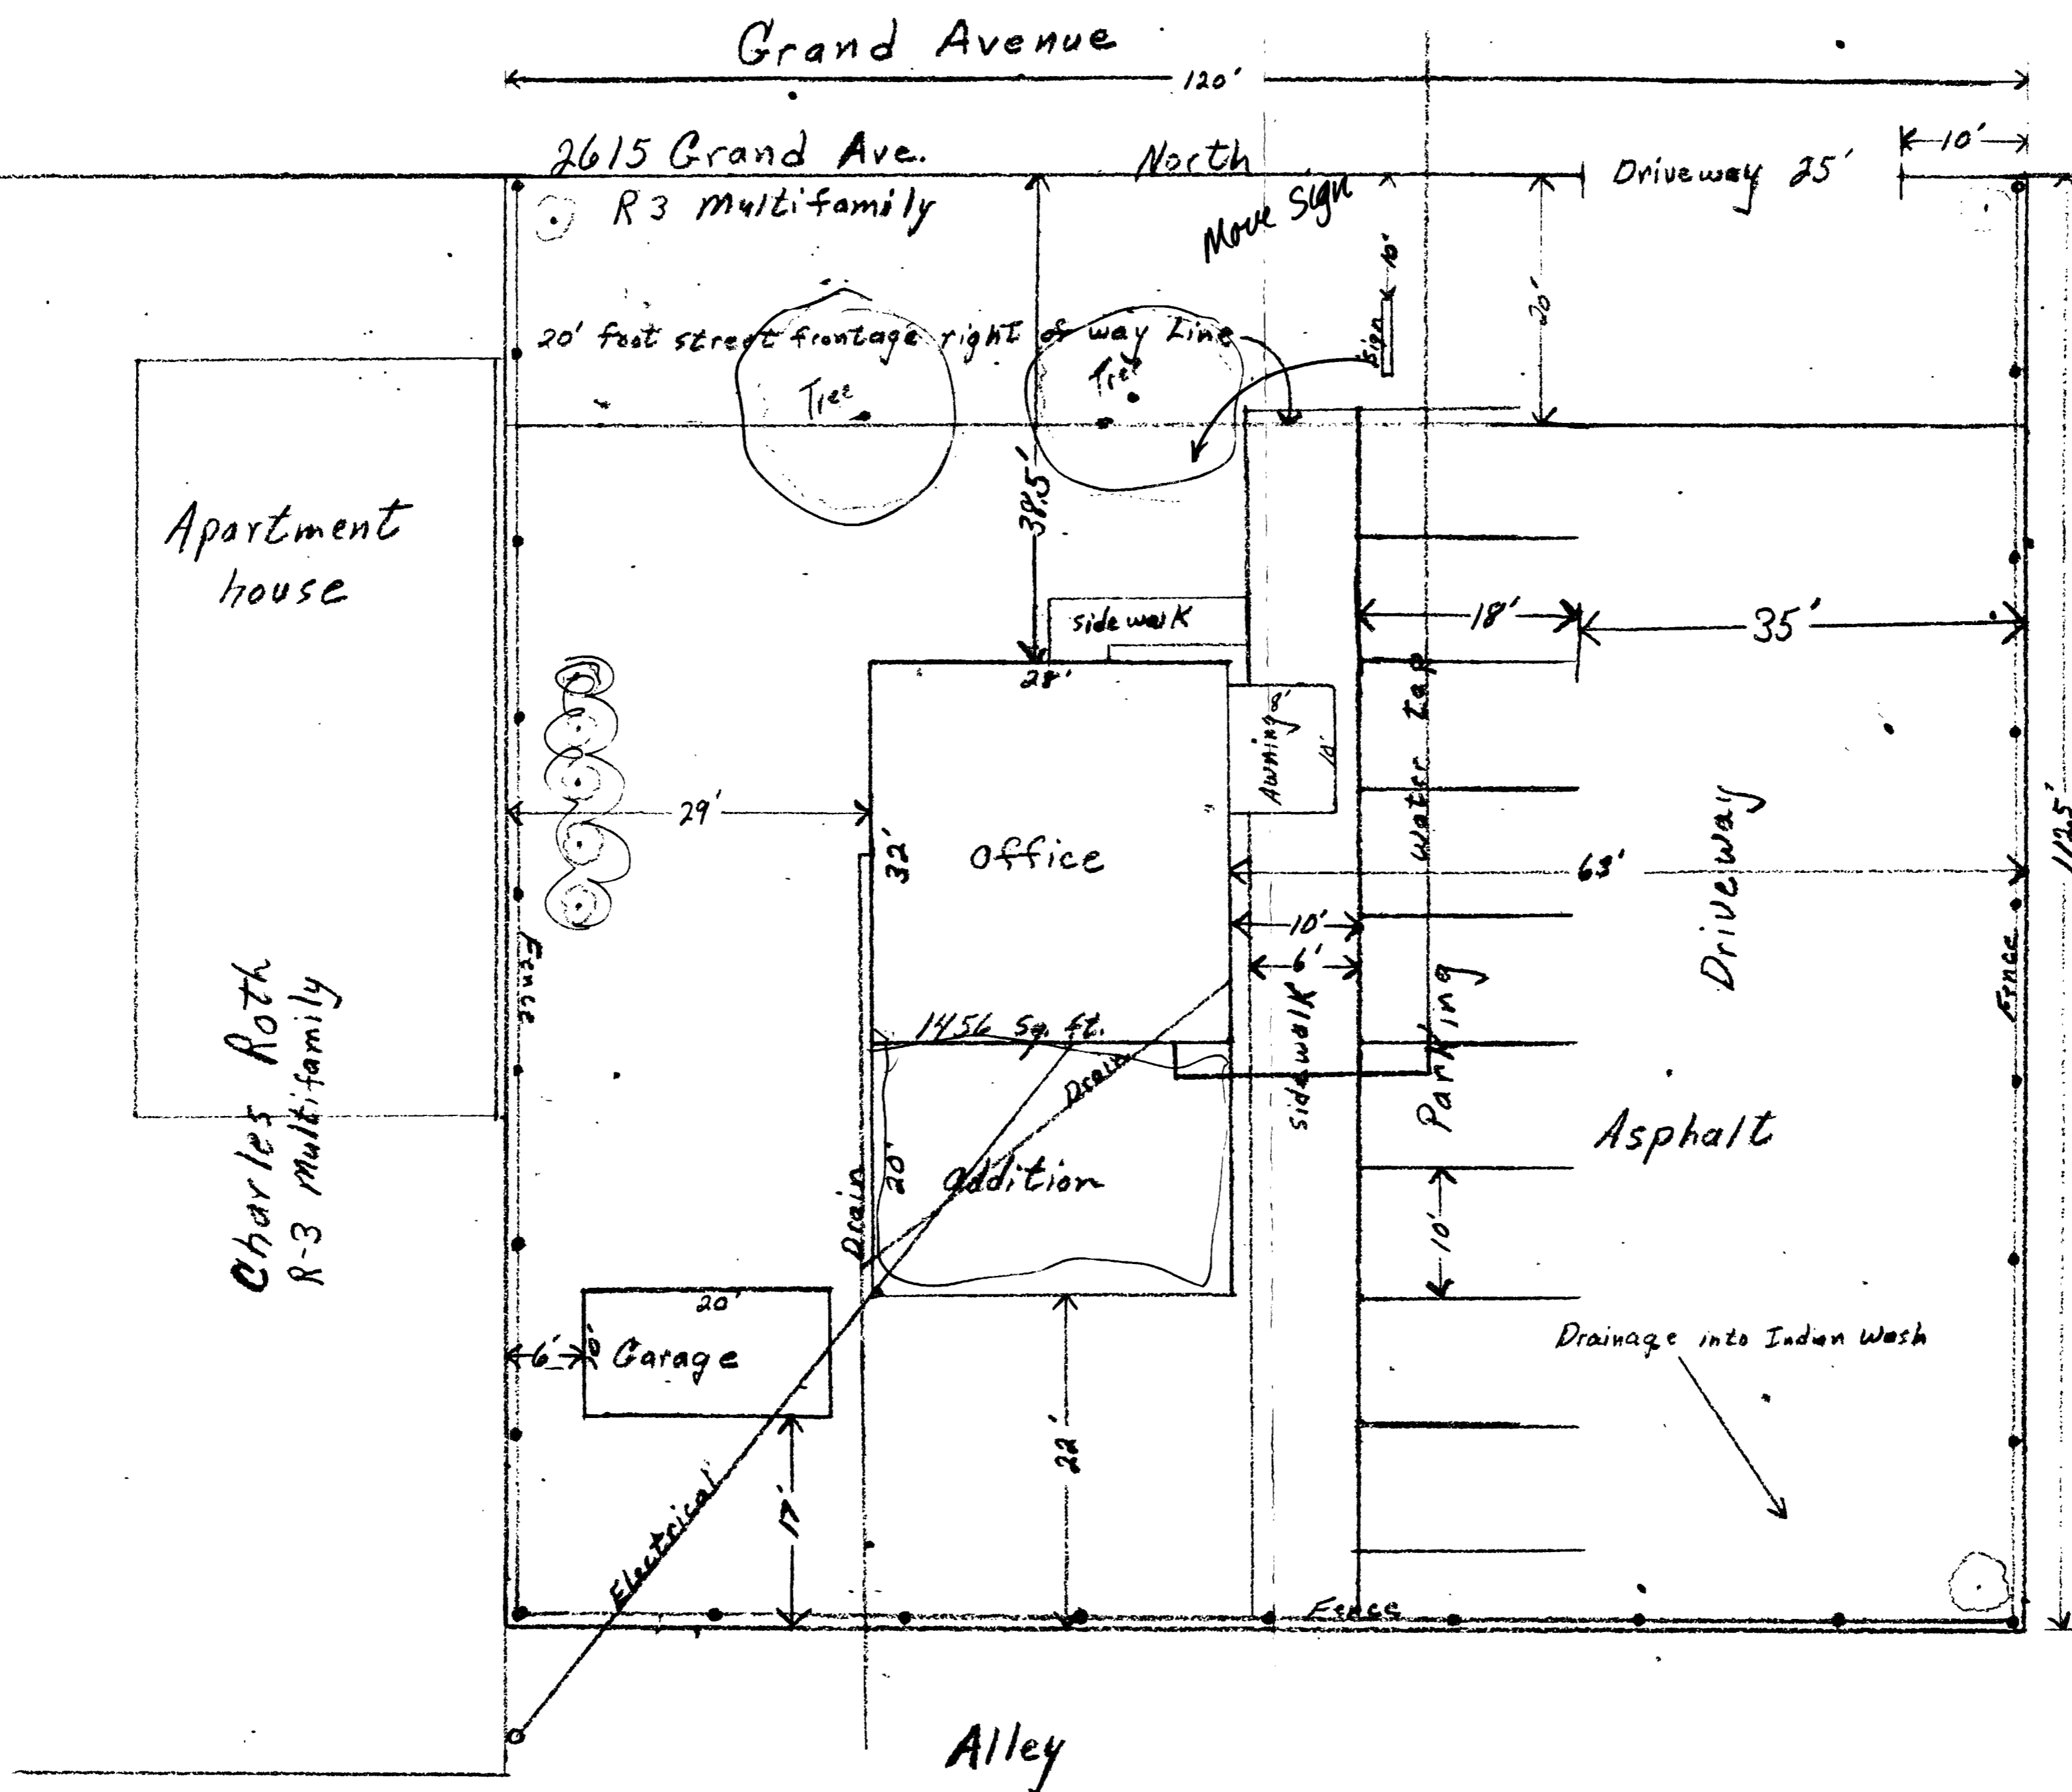 Grand Avenue
120'
10'
2615 Grand Ave.
North
Driveway 25'
R3 Multifamily
Move Sign
10'
20'
sign
20' foot street frontage right of way Line
Tree
Tree
38.5'
Apartment
house
sidewalk
18'
35'
28'
Awning 8'
10'
water tap
29'
32'
office
63'
Driveway
112.5'
10'
6'
Fence
Fence
Charles Roth
R-3 Multifamily
1456 Sq. ft.
Drain
sidewalk
Parking
Asphalt
Drain
20'
addition
10'
20'
6'
10'
Garage
Drainage into Indian Wash
22'
17'
Electrical
Fence
Alley